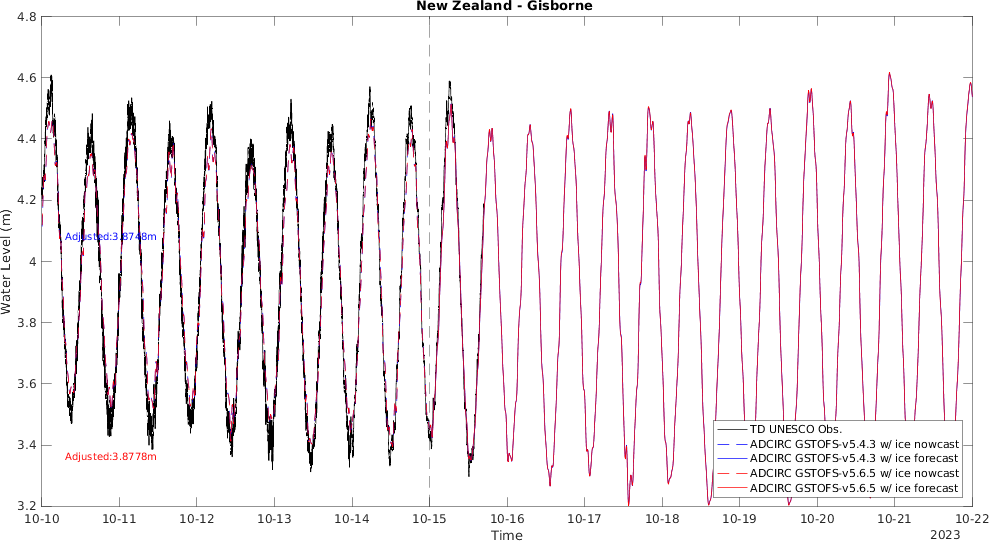 New Zealand - Gisborne
4.8
4.6
4.4
4.2
4
3.8
3.6
3.4
3.2
Water Level (m)
Adjusted:3.8748m
Adjusted:3.8778m
TD UNESCO Obs.
ADCIRC GSTOFS-v5.4.3 w/ ice nowcast
ADCIRC GSTOFS-v5.4.3 w/ ice forecast
ADCIRC GSTOFS-v5.6.5 w/ ice nowcast
ADCIRC GSTOFS-v5.6.5 w/ ice forecast
10-10 10-11 10-12 10-13 10-14 10-15 10-16 10-17 10-18 10-19 10-20 10-21 10-22
Time
2023